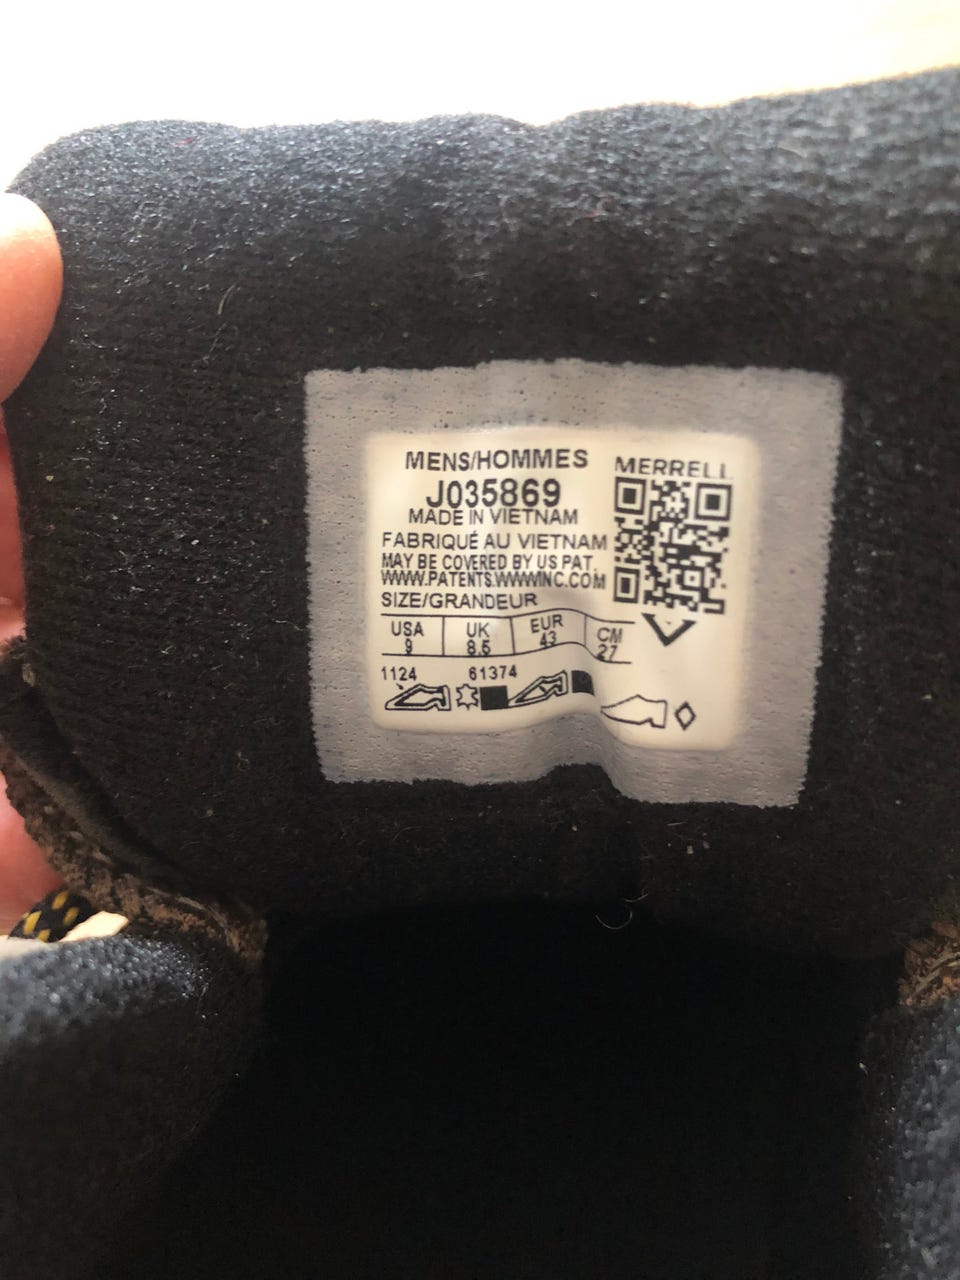 MENS/HOMMES
J035869
MADE IN VIETNAM
FABRIQUÉ AU VIETNAM
MAY BE COVERED BY US PAT.
WWW.PATENTS.WWWINC.COM
SIZE/GRANDEUR
USA UK EUR CM
9 8.5 43 27
1124 61374
MERRELL